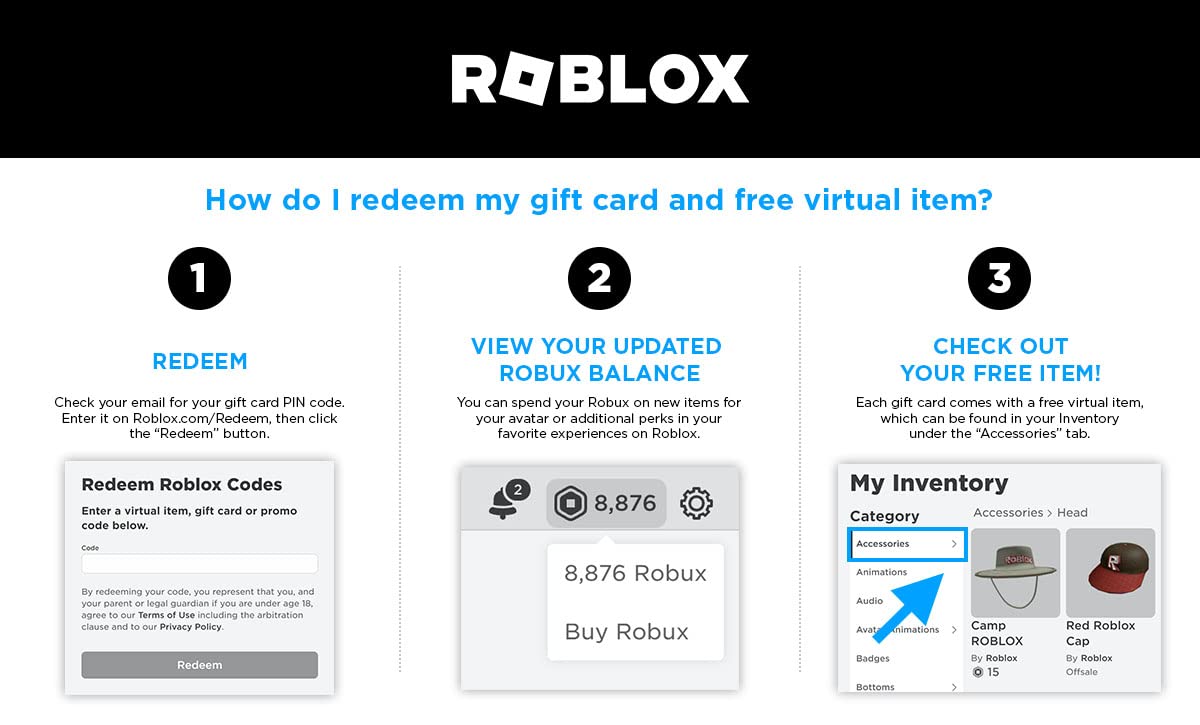 ROBLOX
How do I redeem my gift card and free virtual item?
1
REDEEM
Check your email for your gift card PIN code.
Enter it on Roblox.com/Redeem, then click
the “Redeem” button.
Redeem Roblox Codes
Enter a virtual item, gift card or promo
code below.
Code
By redeeming your code, you represent that you, and
your parent or legal guardian if you are under age 18,
agree to our Terms of Use including the arbitration
clause and to our Privacy Policy.
Redeem
2
VIEW YOUR UPDATED
ROBUX BALANCE
You can spend your Robux on new items for
your avatar or additional perks in your
favorite experiences on Roblox.
2
8,876
8,876 Robux
Buy Robux
3
CHECK OUT
YOUR FREE ITEM!
Each gift card comes with a free virtual item,
which can be found in your Inventory
under the “Accessories” tab.
My Inventory
Category
Accessories
Animations
Audio
Avatar Animations
Badges
Bottoms
Accessories > Head
ROBLOX
Camp
ROBLOX
By Roblox
15
R
Red Roblox
Cap
By Roblox
Offsale